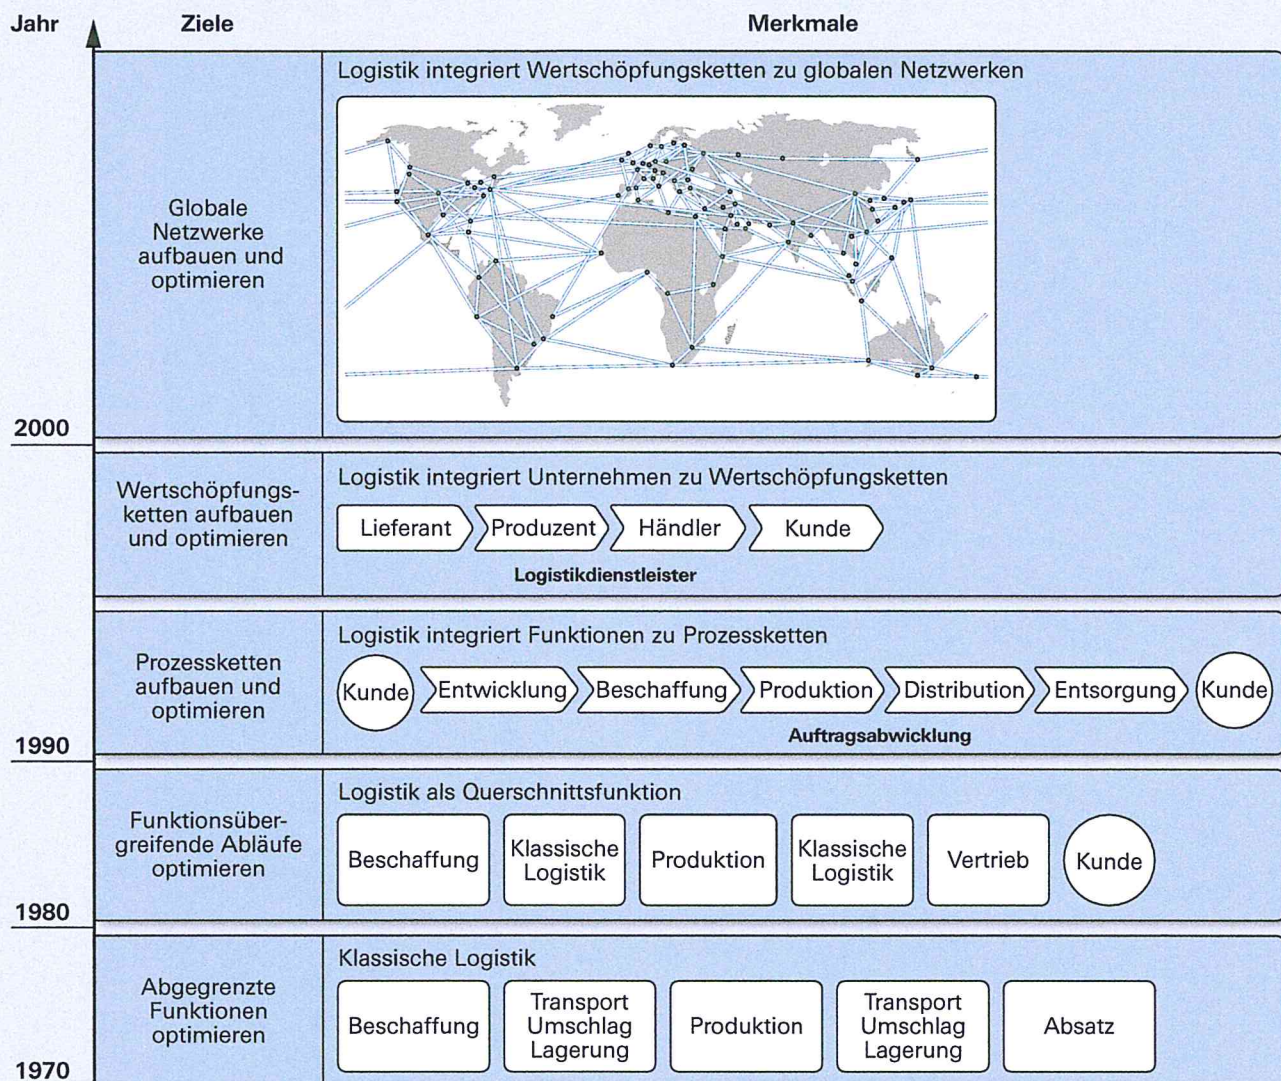 Jahr Ziele Merkmale
Logistik integriert Wertschöpfungsketten zu globalen Netzwerken
Globale
Netzwerke
aufbauen und
optimieren
2000
Wertschöpfungs-
ketten aufbauen
und optimieren
Logistik integriert Unternehmen zu Wertschöpfungsketten
Lieferant Produzent Händler Kunde
Logistikdienstleister
Prozessketten
aufbauen und
optimieren
Logistik integriert Funktionen zu Prozessketten
Kunde Entwicklung Beschaffung Produktion Distribution Entsorgung Kunde
Auftragsabwicklung
1990
Funktionsüber-
greifende Abläufe
optimieren
Logistik als Querschnittsfunktion
Beschaffung
Klassische
Logistik
Produktion
Klassische
Logistik
Vertrieb
Kunde
1980
Abgegrenzte
Funktionen
optimieren
Klassische Logistik
Beschaffung
Transport
Umschlag
Lagerung
Produktion
Transport
Umschlag
Lagerung
Absatz
1970